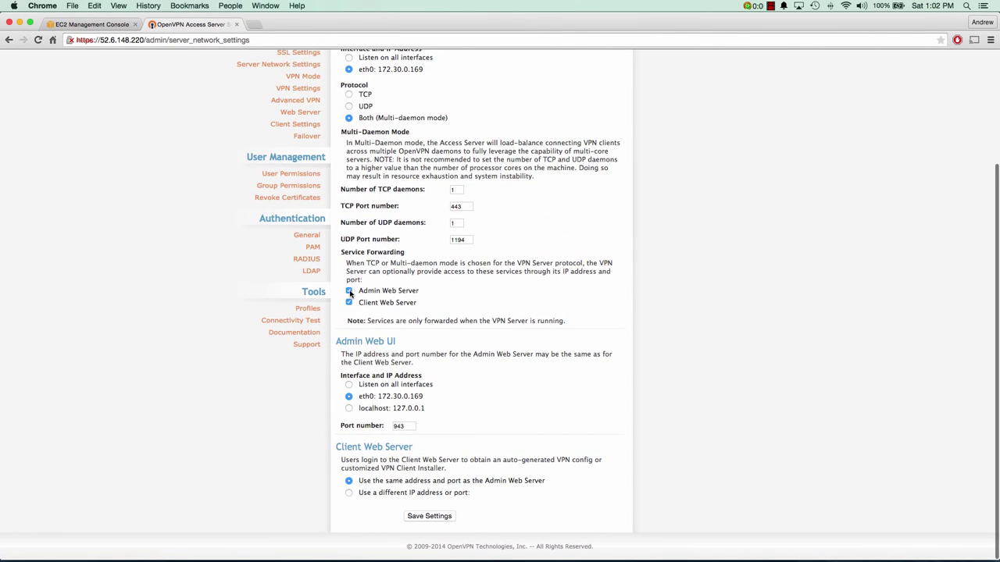 Chrome File Edit View History Bookmarks People Window Help
0:0 100% Sat 1:02 PM
EC2 Management Console
OpenVPN Access Server S
Andrew
https://52.6.148.220/admin/server_network_settings
SSL Settings
Server Network Settings
VPN Mode
VPN Settings
Advanced VPN
Web Server
Client Settings
Failover
User Management
User Permissions
Group Permissions
Revoke Certificates
Authentication
General
PAM
RADIUS
LDAP
Tools
Profiles
Connectivity Test
Documentation
Support
Interface and IP Address
Listen on all interfaces
eth0: 172.30.0.169
Protocol
TCP
UDP
Both (Multi-daemon mode)
Multi-Daemon Mode
In Multi-Daemon mode, the Access Server will load-balance connecting VPN clients
across multiple OpenVPN daemons to fully leverage the capability of multi-core
servers. NOTE: It is not recommended to set the number of TCP and UDP daemons
to a higher value than the number of processor cores on the machine. Doing so
may result in resource exhaustion and system instability.
Number of TCP daemons: 1
TCP Port number: 443
Number of UDP daemons: 1
UDP Port number: 1194
Service Forwarding
When TCP or Multi-daemon mode is chosen for the VPN Server protocol, the VPN
Server can optionally provide access to these services through its IP address and
port:
Admin Web Server
Client Web Server
Note: Services are only forwarded when the VPN Server is running.
Admin Web UI
The IP address and port number for the Admin Web Server may be the same as for
the Client Web Server.
Interface and IP Address
Listen on all interfaces
eth0: 172.30.0.169
localhost: 127.0.0.1
Port number: 943
Client Web Server
Users login to the Client Web Server to obtain an auto-generated VPN config or
customized VPN Client Installer.
Use the same address and port as the Admin Web Server
Use a different IP address or port:
Save Settings
© 2009-2014 OpenVPN Technologies, Inc. -- All Rights Reserved.